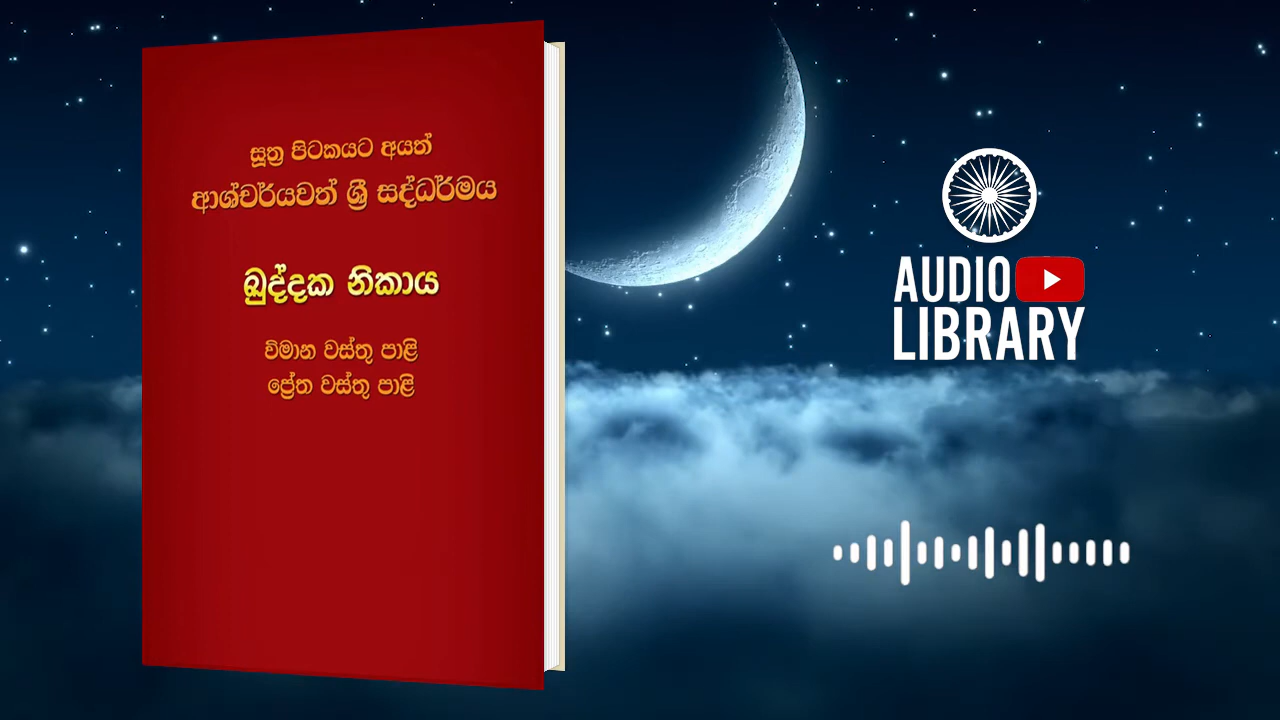 සූත්‍ර පිටකයට අයත්
ආශ්චර්යවත් ශ්‍රී සද්ධර්මය
ඛුද්දක නිකාය
විමාන වස්තු පාළි
ප්‍රේත වස්තු පාළි
AUDIO
LIBRARY